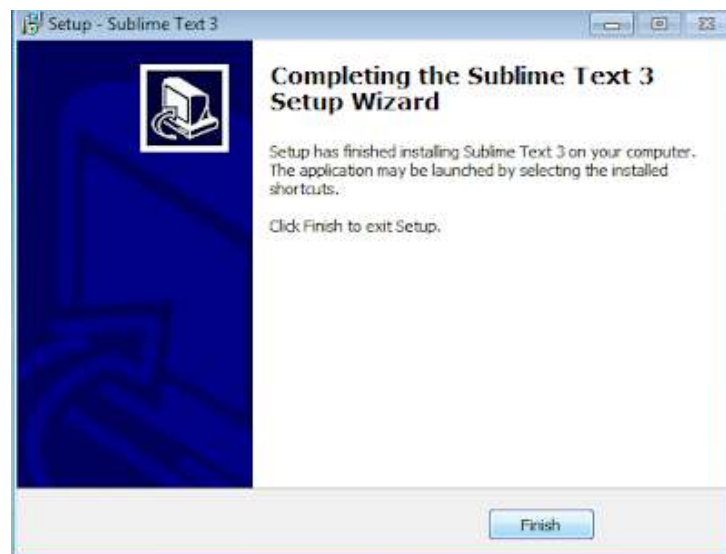 Setup - Sublime Text 3
Completing the Sublime Text 3
Setup Wizard
Setup has finished installing Sublime Text 3 on your computer.
The application may be launched by selecting the installed
shortcuts.
Click Finish to exit Setup.
Finish